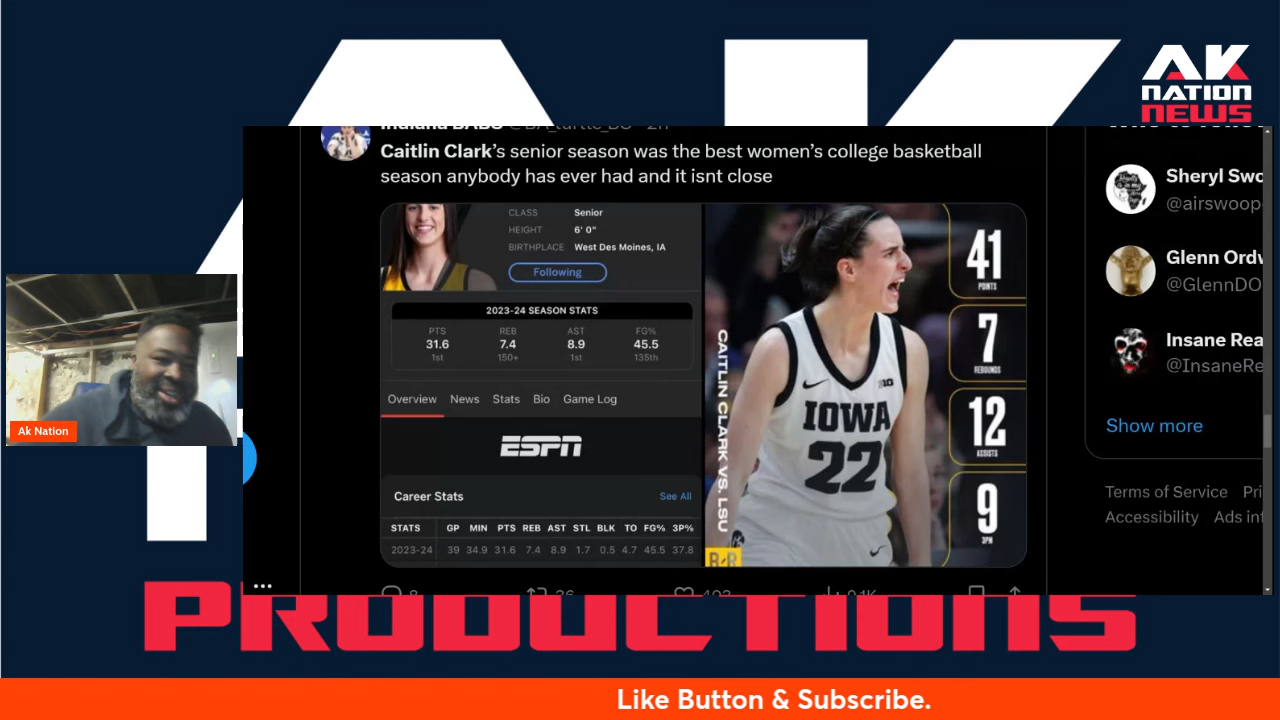 AK
NATION
NEWS
Caitlin Clark’s senior season was the best women’s college basketball
season anybody has ever had and it isnt close
CLASS Senior
HEIGHT 6' 0"
BIRTHPLACE West Des Moines, IA
Following
2023-24 SEASON STATS
PTS REB AST FG%
31.6 7.4 8.9 45.5
1st 150+ 1st 135th
Overview News Stats Bio Game Log
ESPN
Career Stats See All
STATS GP MIN PTS REB AST STL BLK TO FG% 3P%
2023-24 39 34.9 31.6 7.4 8.9 1.7 0.5 4.7 45.5 37.8
CAITLIN CLARK VS. LSU
IOWA
22
41
POINTS
7
REBOUNDS
12
ASSISTS
9
3PM
B/R
Sheryl Swo
@airswoop
Glenn Ord
@GlennDO
Insane Rea
@InsaneRe
Show more
Terms of Service Pri
Accessibility Ads inf
Ak Nation
PRODUCTIONS
Like Button & Subscribe.